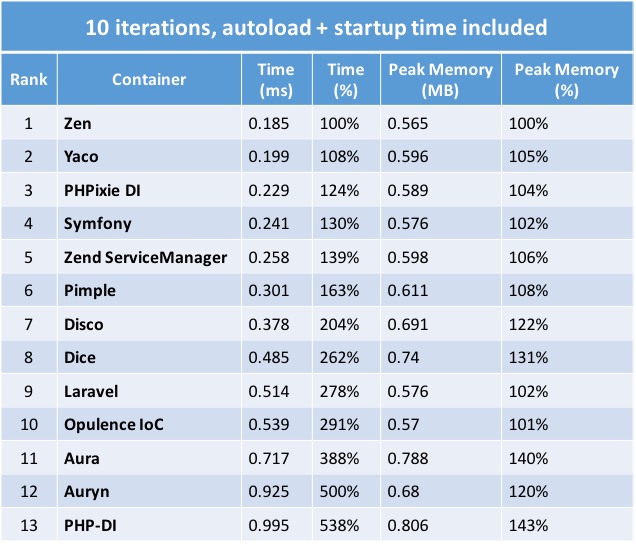 10 iterations, autoload + startup time included
Rank Container Time (ms) Time (%) Peak Memory (MB) Peak Memory (%)
1 Zen 0.185 100% 0.565 100%
2 Yaco 0.199 108% 0.596 105%
3 PHPixie DI 0.229 124% 0.589 104%
4 Symfony 0.241 130% 0.576 102%
5 Zend ServiceManager 0.258 139% 0.598 106%
6 Pimple 0.301 163% 0.611 108%
7 Disco 0.378 204% 0.691 122%
8 Dice 0.485 262% 0.74 131%
9 Laravel 0.514 278% 0.576 102%
10 Opulence IoC 0.539 291% 0.57 101%
11 Aura 0.717 388% 0.788 140%
12 Auryn 0.925 500% 0.68 120%
13 PHP-DI 0.995 538% 0.806 143%